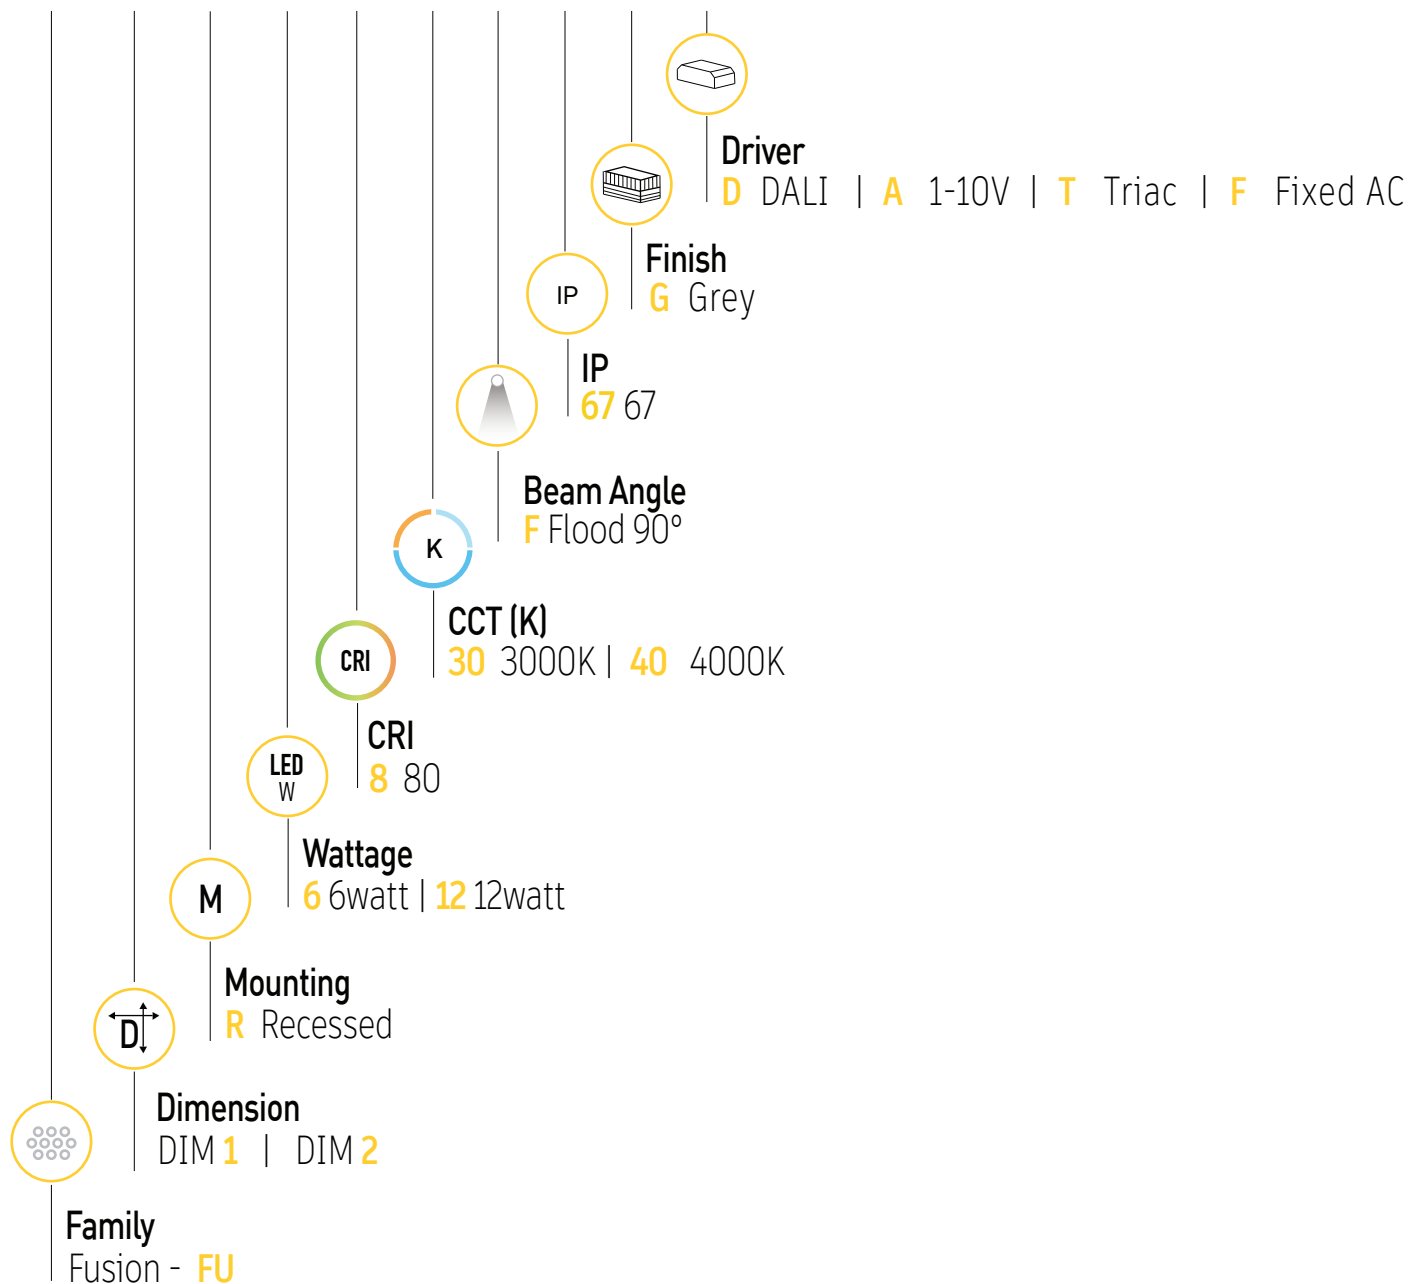 Driver
D DALI | A 1-10V | T Triac | F Fixed AC
Finish
G Grey
IP
IP
67 67
Beam Angle
F Flood 90º
K
CCT (K)
30 3000K | 40 4000K
CRI
CRI
8 80
LED
W
Wattage
6 6watt | 12 12watt
M
Mounting
R Recessed
D
Dimension
DIM 1 | DIM 2
Family
Fusion - FU